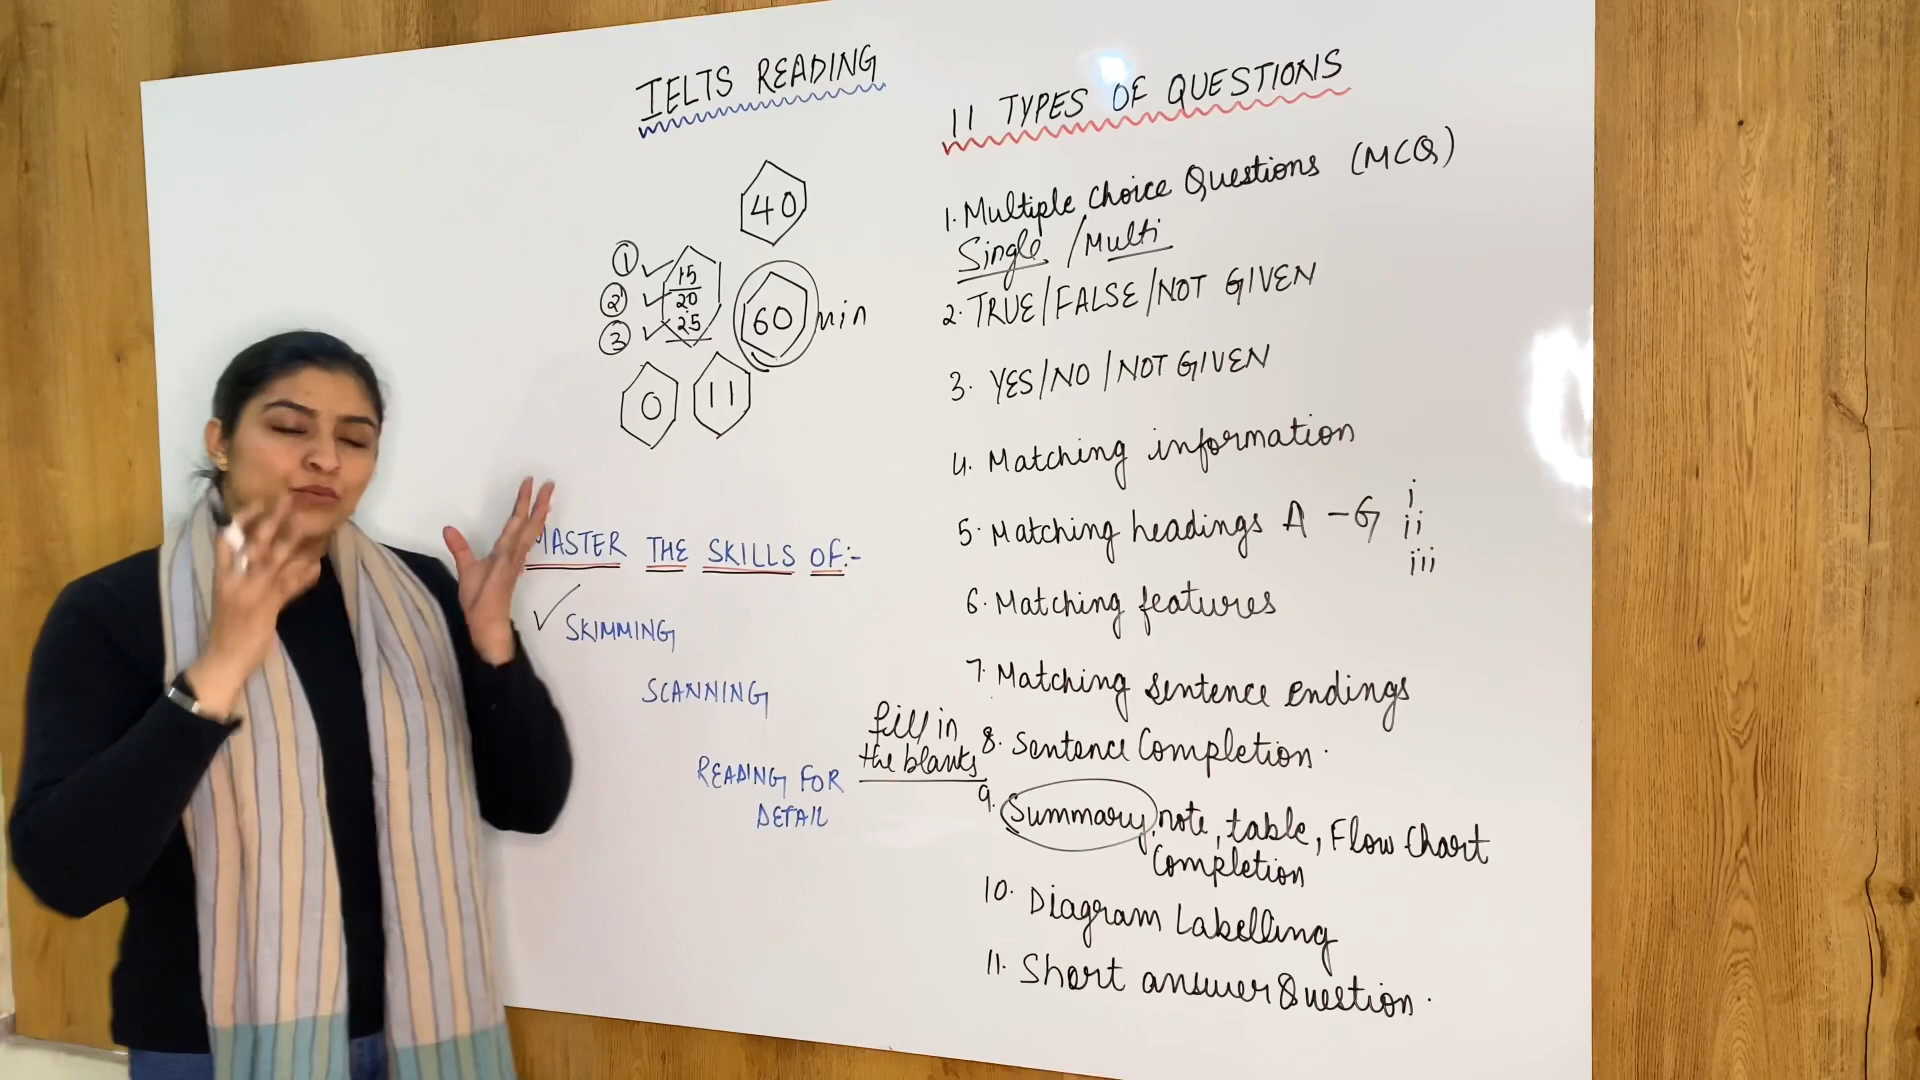 IELTS READING
40
1 15
2 20
3 25
60 min
0
11
MASTER THE SKILLS OF:-
SKIMMING
SCANNING
READING FOR
DETAIL
11 TYPES OF QUESTIONS
1. Multiple Choice Questions (MCQ)
Single / Multi
2. TRUE/FALSE/NOT GIVEN
3. YES/NO/NOT GIVEN
4. Matching information
5. Matching headings A - G i
ii
iii
6. Matching features
7. Matching sentence endings
fill in
the blanks
8. Sentence Completion.
9. Summary, note, table, Flow Chart
Completion
10. Diagram Labelling
11. Short answer Question.